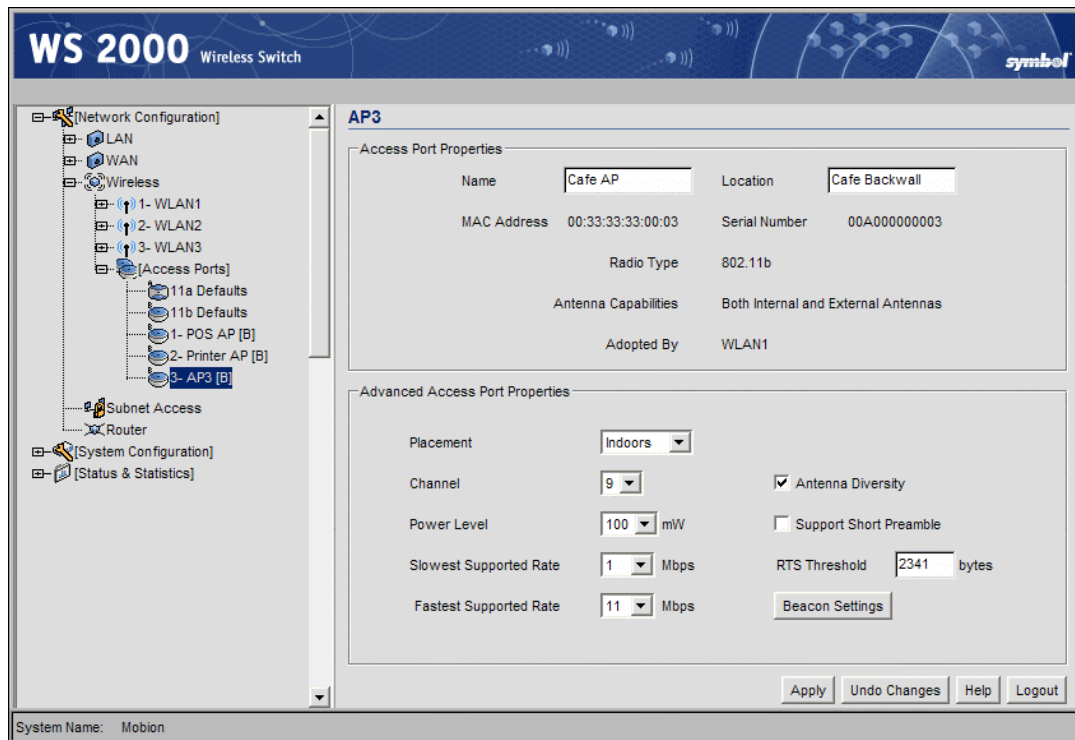 WS 2000 Wireless Switch
symbol
[Network Configuration]
LAN
WAN
Wireless
1- WLAN1
2- WLAN2
3- WLAN3
[Access Ports]
11a Defaults
11b Defaults
1- POS AP [B]
2- Printer AP [B]
3- AP3 [B]
Subnet Access
Router
[System Configuration]
[Status & Statistics]
AP3
Access Port Properties
Name Cafe AP Location Cafe Backwall
MAC Address 00:33:33:33:00:03 Serial Number 00A000000003
Radio Type 802.11b
Antenna Capabilities Both Internal and External Antennas
Adopted By WLAN1
Advanced Access Port Properties
Placement Indoors
Channel 9 Antenna Diversity
Power Level 100 mW Support Short Preamble
Slowest Supported Rate 1 Mbps RTS Threshold 2341 bytes
Fastest Supported Rate 11 Mbps Beacon Settings
Apply Undo Changes Help Logout
System Name: Mobion